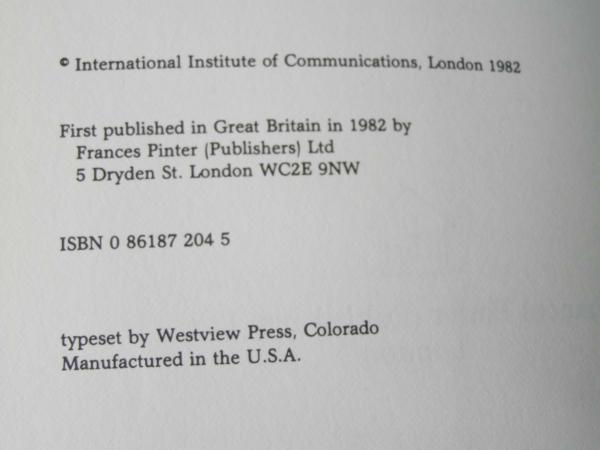 © International Institute of Communications, London 1982
First published in Great Britain in 1982 by
Frances Pinter (Publishers) Ltd
5 Dryden St. London WC2E 9NW
ISBN 0 86187 204 5
typeset by Westview Press, Colorado
Manufactured in the U.S.A.